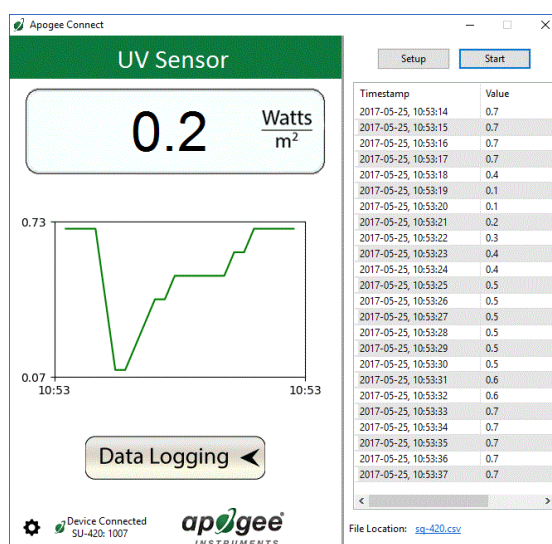 Apogee Connect
UV Sensor
0.2 Watts
m²
0.73
0.07
10:53 10:53
Data Logging
Device Connected
SU-420: 1007
apogee
INSTRUMENTS
Setup Start
Timestamp Value
2017-05-25, 10:53:14 0.7
2017-05-25, 10:53:15 0.7
2017-05-25, 10:53:16 0.7
2017-05-25, 10:53:17 0.7
2017-05-25, 10:53:18 0.4
2017-05-25, 10:53:19 0.1
2017-05-25, 10:53:20 0.1
2017-05-25, 10:53:21 0.2
2017-05-25, 10:53:22 0.3
2017-05-25, 10:53:23 0.4
2017-05-25, 10:53:24 0.4
2017-05-25, 10:53:25 0.5
2017-05-25, 10:53:26 0.5
2017-05-25, 10:53:27 0.5
2017-05-25, 10:53:28 0.5
2017-05-25, 10:53:29 0.5
2017-05-25, 10:53:30 0.5
2017-05-25, 10:53:31 0.6
2017-05-25, 10:53:32 0.6
2017-05-25, 10:53:33 0.7
2017-05-25, 10:53:34 0.7
2017-05-25, 10:53:35 0.7
2017-05-25, 10:53:36 0.7
2017-05-25, 10:53:37 0.7
File Location: sq-420.csv